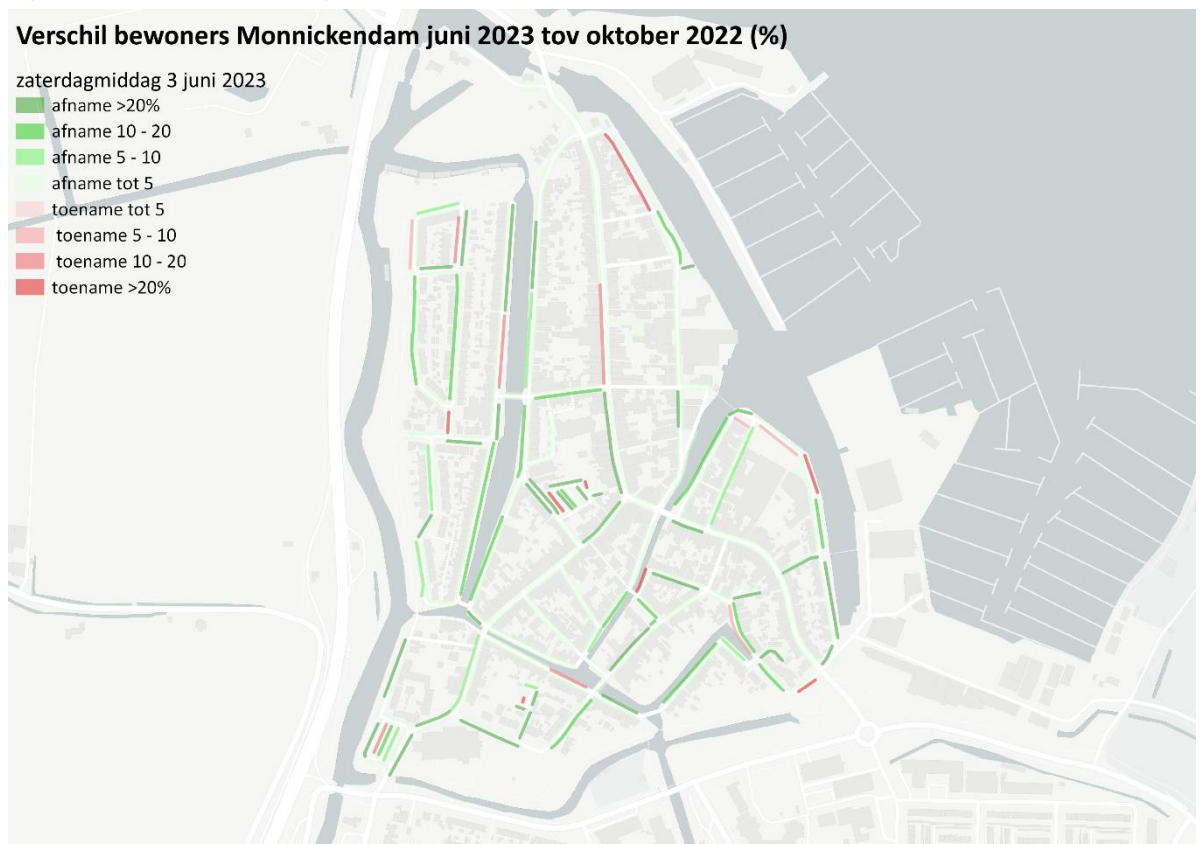 Verschil bewoners Monnickendam juni 2023 tov oktober 2022 (%)
zaterdagmiddag 3 juni 2023
afname >20%
afname 10 - 20
afname 5 - 10
afname tot 5
toename tot 5
toename 5 - 10
toename 10 - 20
toename >20%